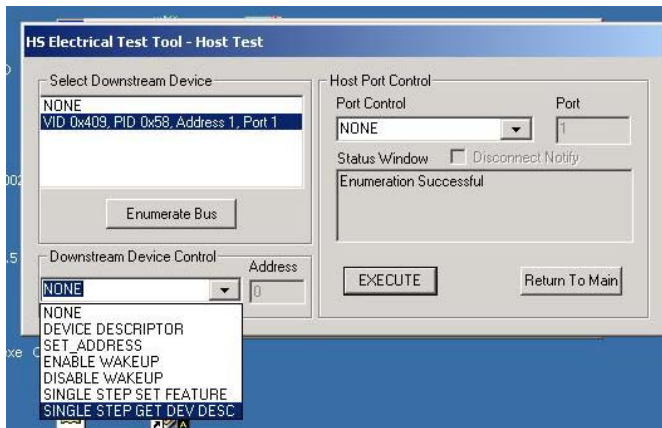 HS Electrical Test Tool - Host Test
Select Downstream Device
NONE
VID 0x409, PID 0x58, Address 1, Port 1
Enumerate Bus
Downstream Device Control
Address
NONE
0
NONE
DEVICE DESCRIPTOR
SET_ADDRESS
ENABLE WAKEUP
DISABLE WAKEUP
SINGLE STEP SET FEATURE
SINGLE STEP GET DEV DESC
Host Port Control
Port Control
Port
NONE
1
Status Window
Disconnect Notify
Enumeration Successful
EXECUTE
Return To Main
002
.5
xe C